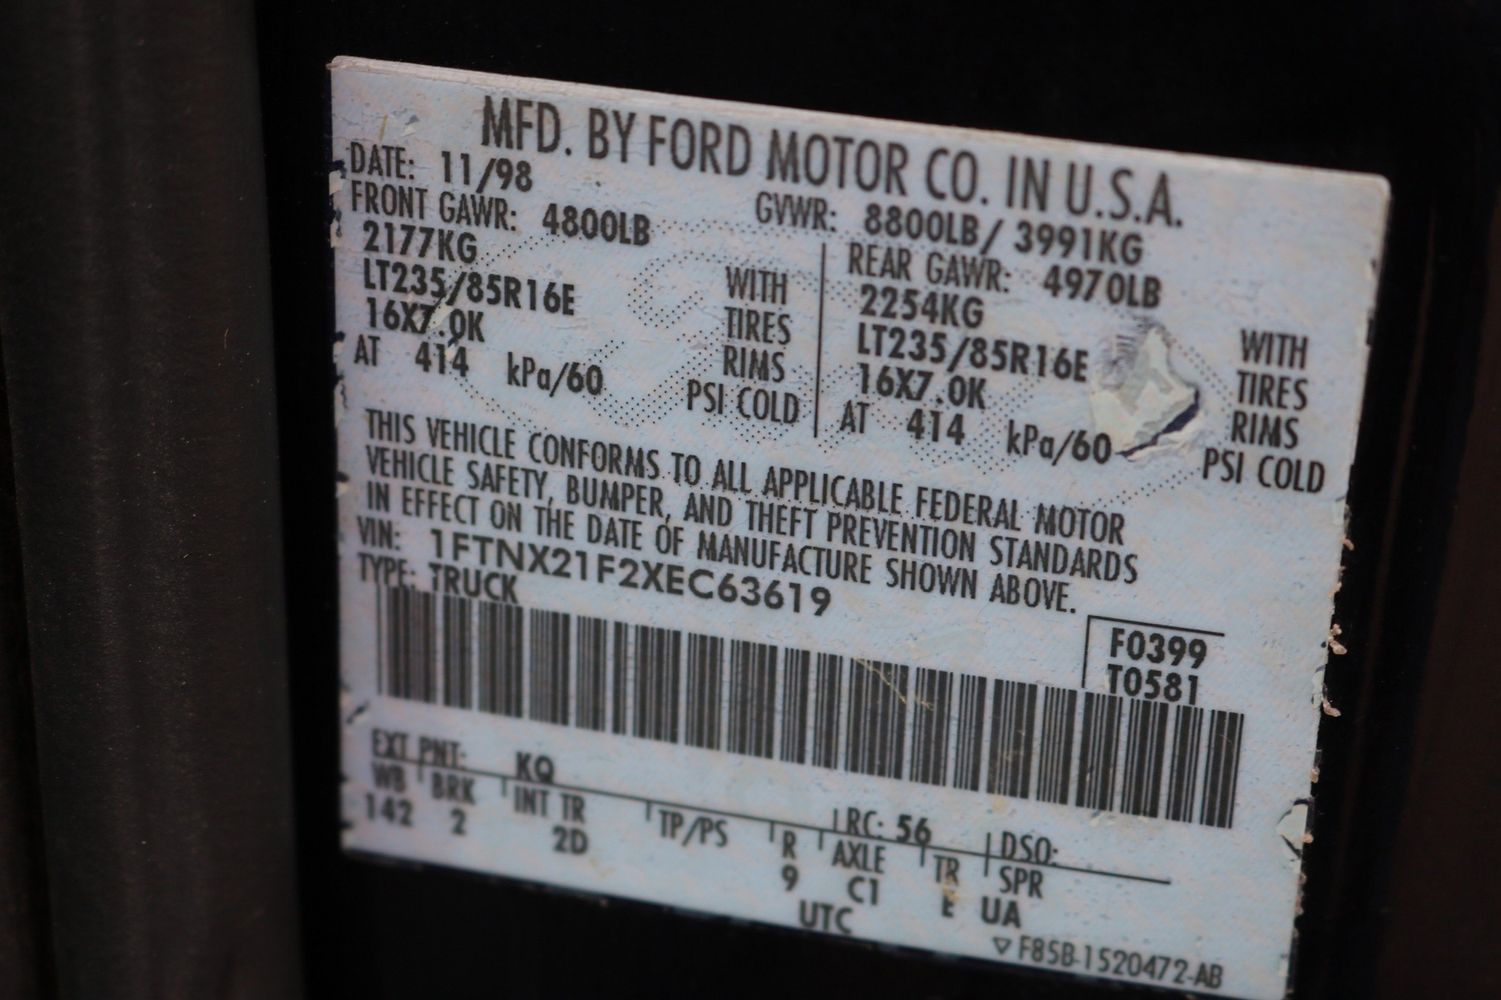 MFD. BY FORD MOTOR CO. IN U.S.A.
DATE: 11/98 GVWR: 8800LB/ 3991KG
FRONT GAWR: 4800LB REAR GAWR: 4970LB
2177KG WITH 2254KG WITH
LT235/85R16E TIRES LT235/85R16E TIRES
16X7.0K RIMS 16X7.0K RIMS
AT 414 kPa/60 PSI COLD AT 414 kPa/60 PSI COLD
THIS VEHICLE CONFORMS TO ALL APPLICABLE FEDERAL MOTOR
VEHICLE SAFETY, BUMPER, AND THEFT PREVENTION STANDARDS
IN EFFECT ON THE DATE OF MANUFACTURE SHOWN ABOVE.
VIN: 1FTNX21F2XEC63619
TYPE: TRUCK
F0399
T0581
EXT PNT: KQ RC: 56 DSO:
WB BRK INT TR TP/PS R AXLE TR SPR
142 2 2D 9 C1 E UA
UTC
▽ F85B-1520472-AB